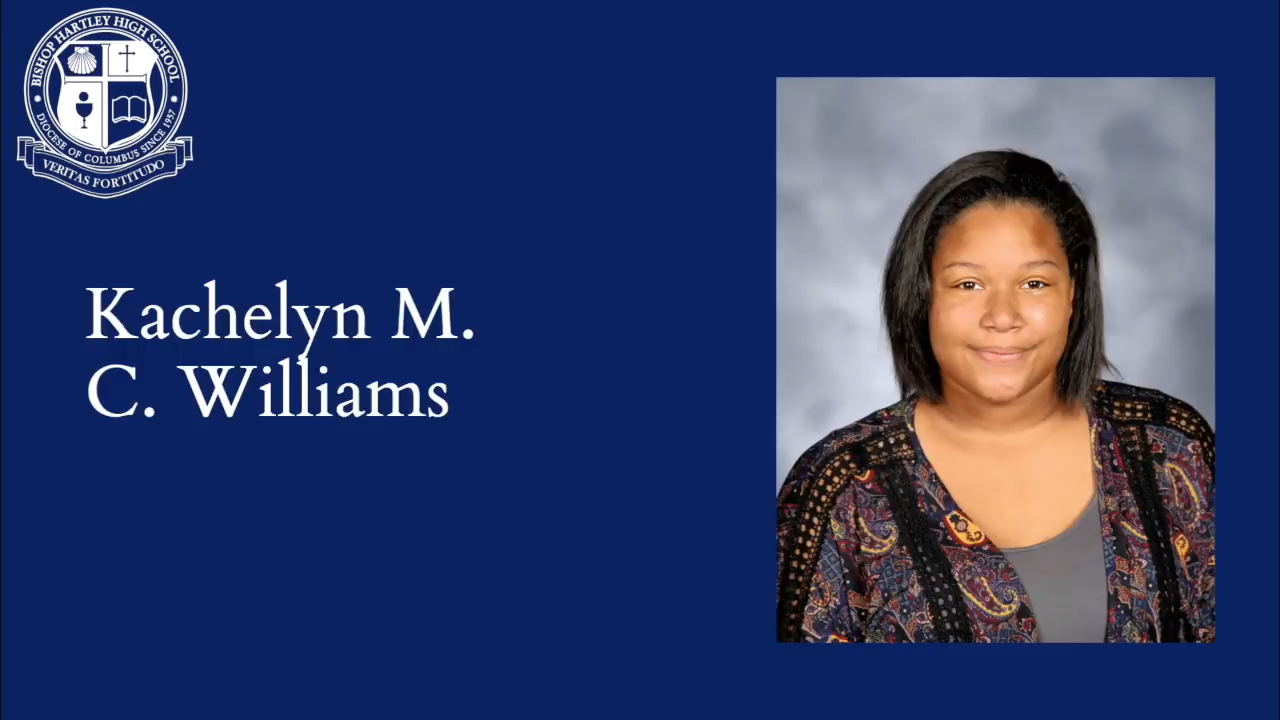 BISHOP HARTLEY HIGH SCHOOL
DIOCESE OF COLUMBUS SINCE 1957
VERITAS FORTITUDO
Kachelyn M.
C. Williams